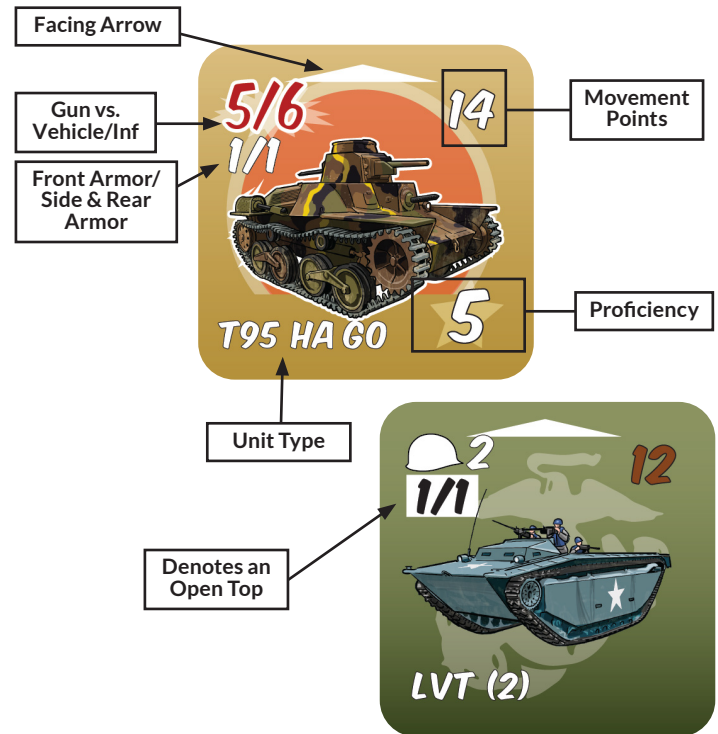 Facing Arrow
Gun vs.
Vehicle/Inf
Front Armor/
Side & Rear
Armor
5/6
1/1
14
Movement
Points
5
Proficiency
T95 HA GO
Unit Type
2
1/1
12
Denotes an
Open Top
LVT (2)